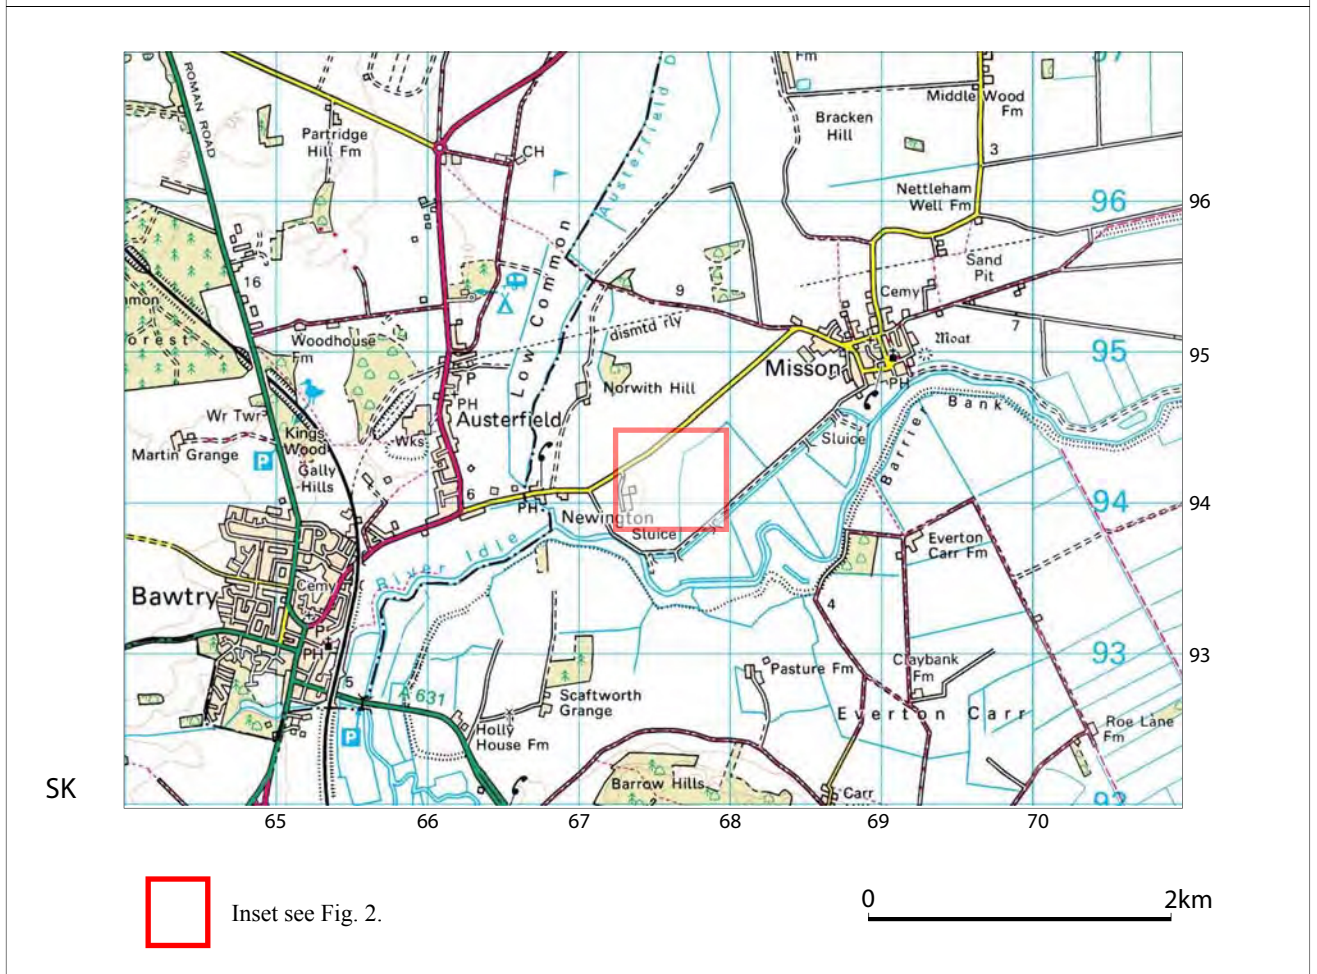 ROMAN ROAD
Partridge
Hill Fm
CH
Austerfield D
Fm
Bracken
Hill
Middle Wood
Fm
3
97
Nettleham
Well Fm
96
96
16
Low Common
9
dismtd rly
Sand
Pit
Cemy
7
Moat
Woodhouse
Fm
mmon
orest
P
PH
Austerfield
Norwith Hill
Misson
PH
95
95
Wr Twr
Kings
Wood
Gally
Hills
Martin Grange
P
Wks
Sluice
Barrier
Bank
6
PH
Newington
Sluice
94
94
Everton
Carr Fm
Bawtry
Cemy
P
PH
River Idle
4
93
93
Pasture Fm
Claybank
Fm
5
A 631
P
Scaftworth
Grange
Holly
House Fm
Everton Carr
Roe Lane
Fm
Barrow Hills
Carr
92
SK
65
66
67
68
69
70
Inset see Fig. 2.
0
2km